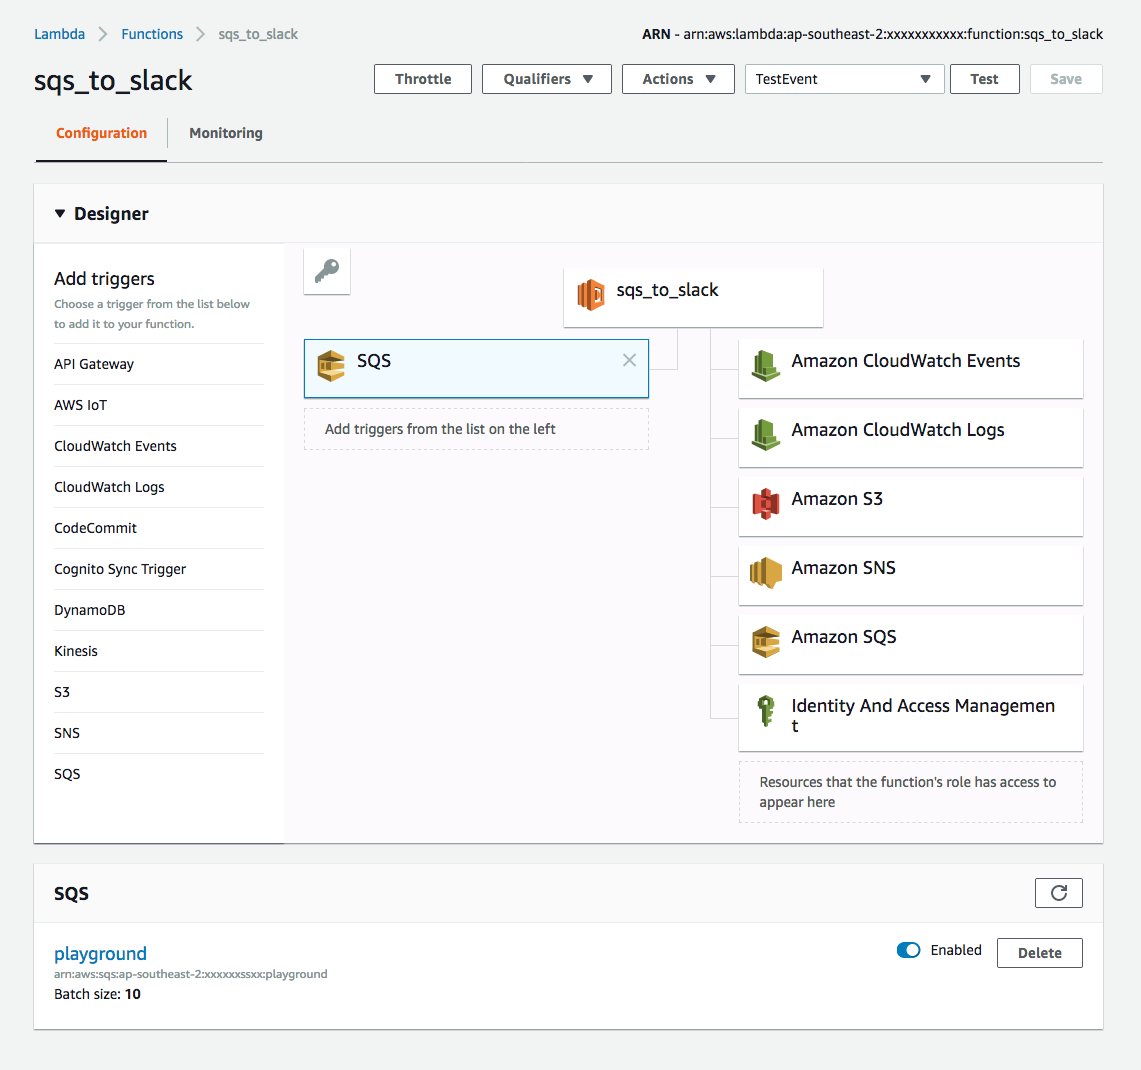 Lambda > Functions > sqs_to_slack
ARN - arn:aws:lambda:ap-southeast-2:xxxxxxxxxxx:function:sqs_to_slack
sqs_to_slack
Throttle
Qualifiers
Actions
TestEvent
Test
Save
Configuration
Monitoring
Designer
Add triggers
Choose a trigger from the list below
to add it to your function.
API Gateway
AWS IoT
CloudWatch Events
CloudWatch Logs
CodeCommit
Cognito Sync Trigger
DynamoDB
Kinesis
S3
SNS
SQS
sqs_to_slack
SQS
Add triggers from the list on the left
Amazon CloudWatch Events
Amazon CloudWatch Logs
Amazon S3
Amazon SNS
Amazon SQS
Identity And Access Managemen
t
Resources that the function's role has access to
appear here
SQS
playground
arn:aws:sqs:ap-southeast-2:xxxxxxssxx:playground
Batch size: 10
Enabled
Delete